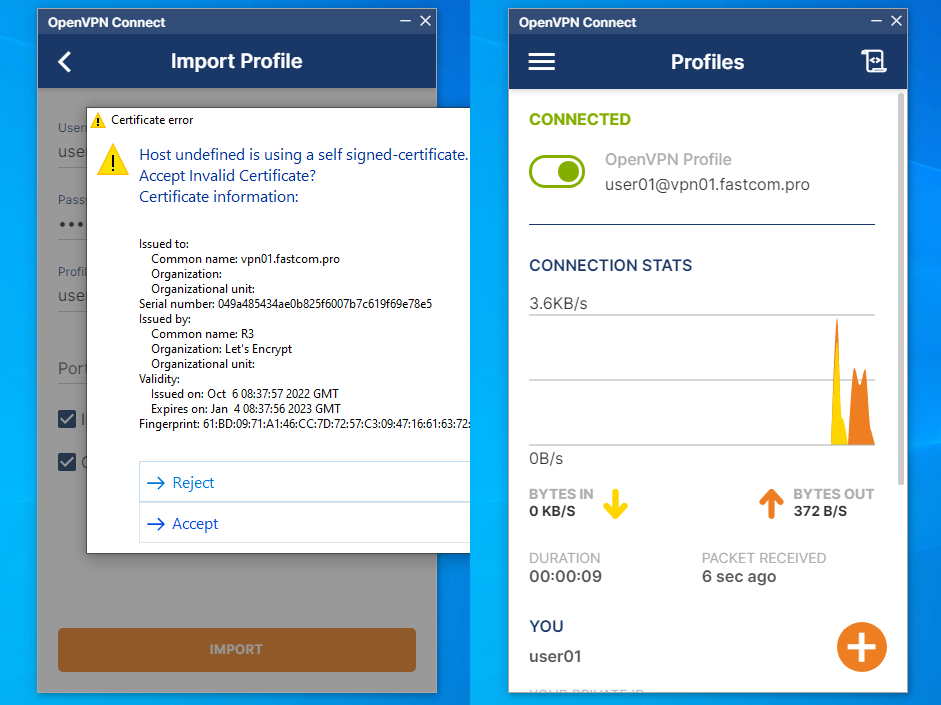 OpenVPN Connect
Import Profile
User
use
Pass
Profil
use
Port
Certificate error
Host undefined is using a self signed-certificate.
Accept Invalid Certificate?
Certificate information:
Issued to:
Common name: vpn01.fastcom.pro
Organization:
Organizational unit:
Serial number: 049a485434ae0b825f6007b7c619f69e78e5
Issued by:
Common name: R3
Organization: Let's Encrypt
Organizational unit:
Validity:
Issued on: Oct 6 08:37:57 2022 GMT
Expires on: Jan 4 08:37:56 2023 GMT
Fingerprint: 61:BD:09:71:A1:46:CC:7D:72:57:C3:09:47:16:61:63:72:
Reject
Accept
IMPORT
OpenVPN Connect
Profiles
CONNECTED
OpenVPN Profile
user01@vpn01.fastcom.pro
CONNECTION STATS
3.6KB/s
0B/s
BYTES IN
0 KB/S
BYTES OUT
372 B/S
DURATION
00:00:09
PACKET RECEIVED
6 sec ago
YOU
user01
YOUR PRIVATE IP